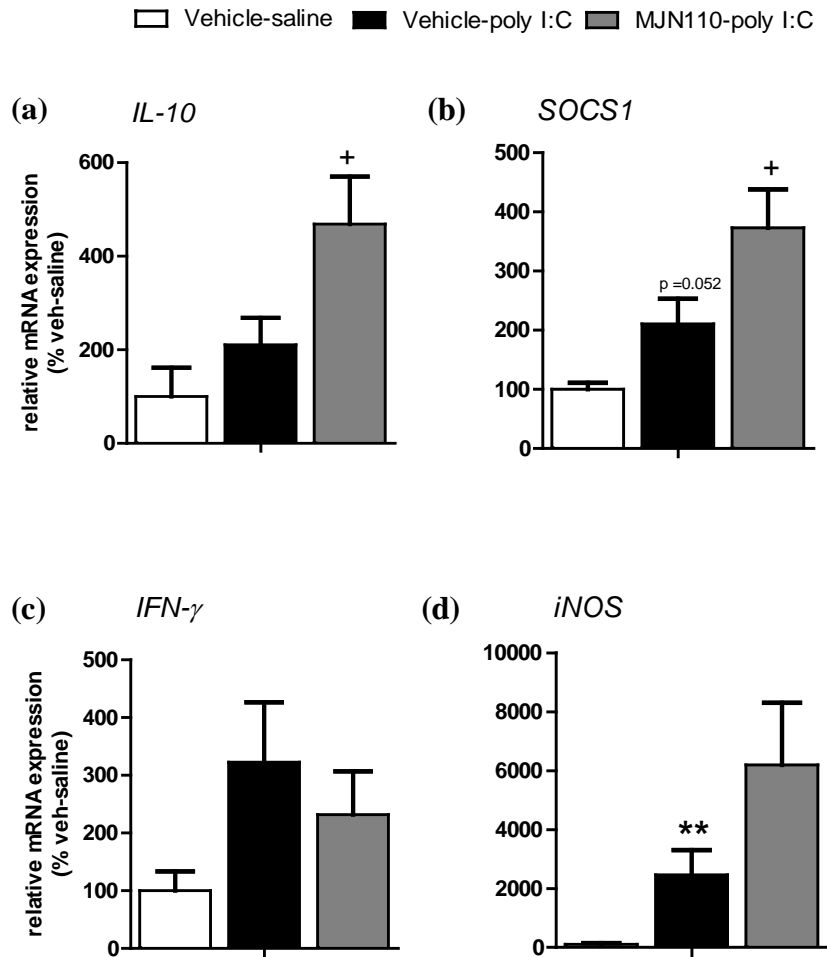 Vehicle-saline Vehicle-poly I:C MJN110-poly I:C
(a) IL-10
relative mRNA expression
(% veh-saline)
600
400
200
0
+
(b) SOCS1
500
400
300
200
100
0
p =0.052
+
(c) IFN-γ
relative mRNA expression
(% veh-saline)
500
400
300
200
100
0
(d) iNOS
10000
8000
6000
4000
2000
0
**